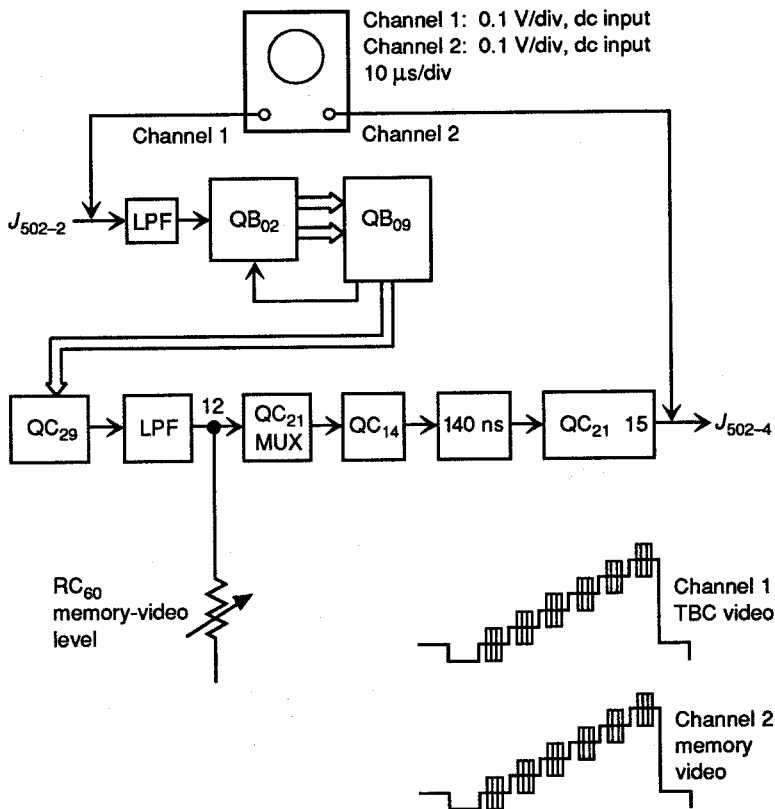 Channel 1: 0.1 V/div, dc input
Channel 2: 0.1 V/div, dc input
10 μs/div
Channel 1
Channel 2
J502–2
LPF
QB02
QB09
QC29
LPF
12
QC21
MUX
QC14
140 ns
QC21 15
J502–4
RC60
memory-video
level
Channel 1
TBC video
Channel 2
memory
video